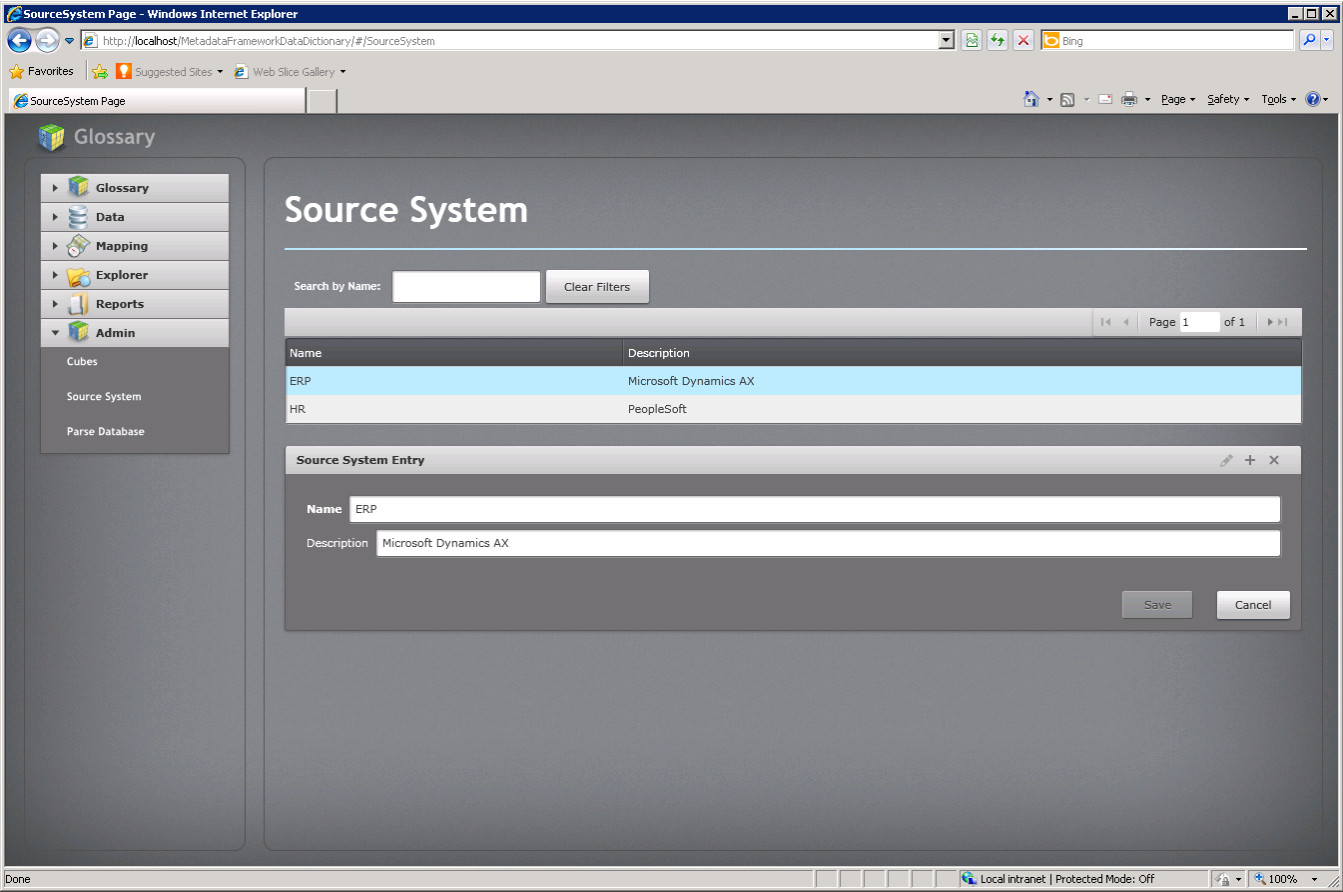 SourceSystem Page - Windows Internet Explorer
http://localhost/MetadataFrameworkDataDictionary/#/SourceSystem
Bing
Favorites Suggested Sites Web Slice Gallery
SourceSystem Page
Page Safety Tools
Glossary
Glossary
Data
Mapping
Explorer
Reports
Admin
Cubes
Source System
Parse Database
Source System
Search by Name: Clear Filters
Page 1 of 1
Name Description
ERP Microsoft Dynamics AX
HR PeopleSoft
Source System Entry
Name ERP
Description Microsoft Dynamics AX
Save Cancel
Done Local intranet | Protected Mode: Off 100%